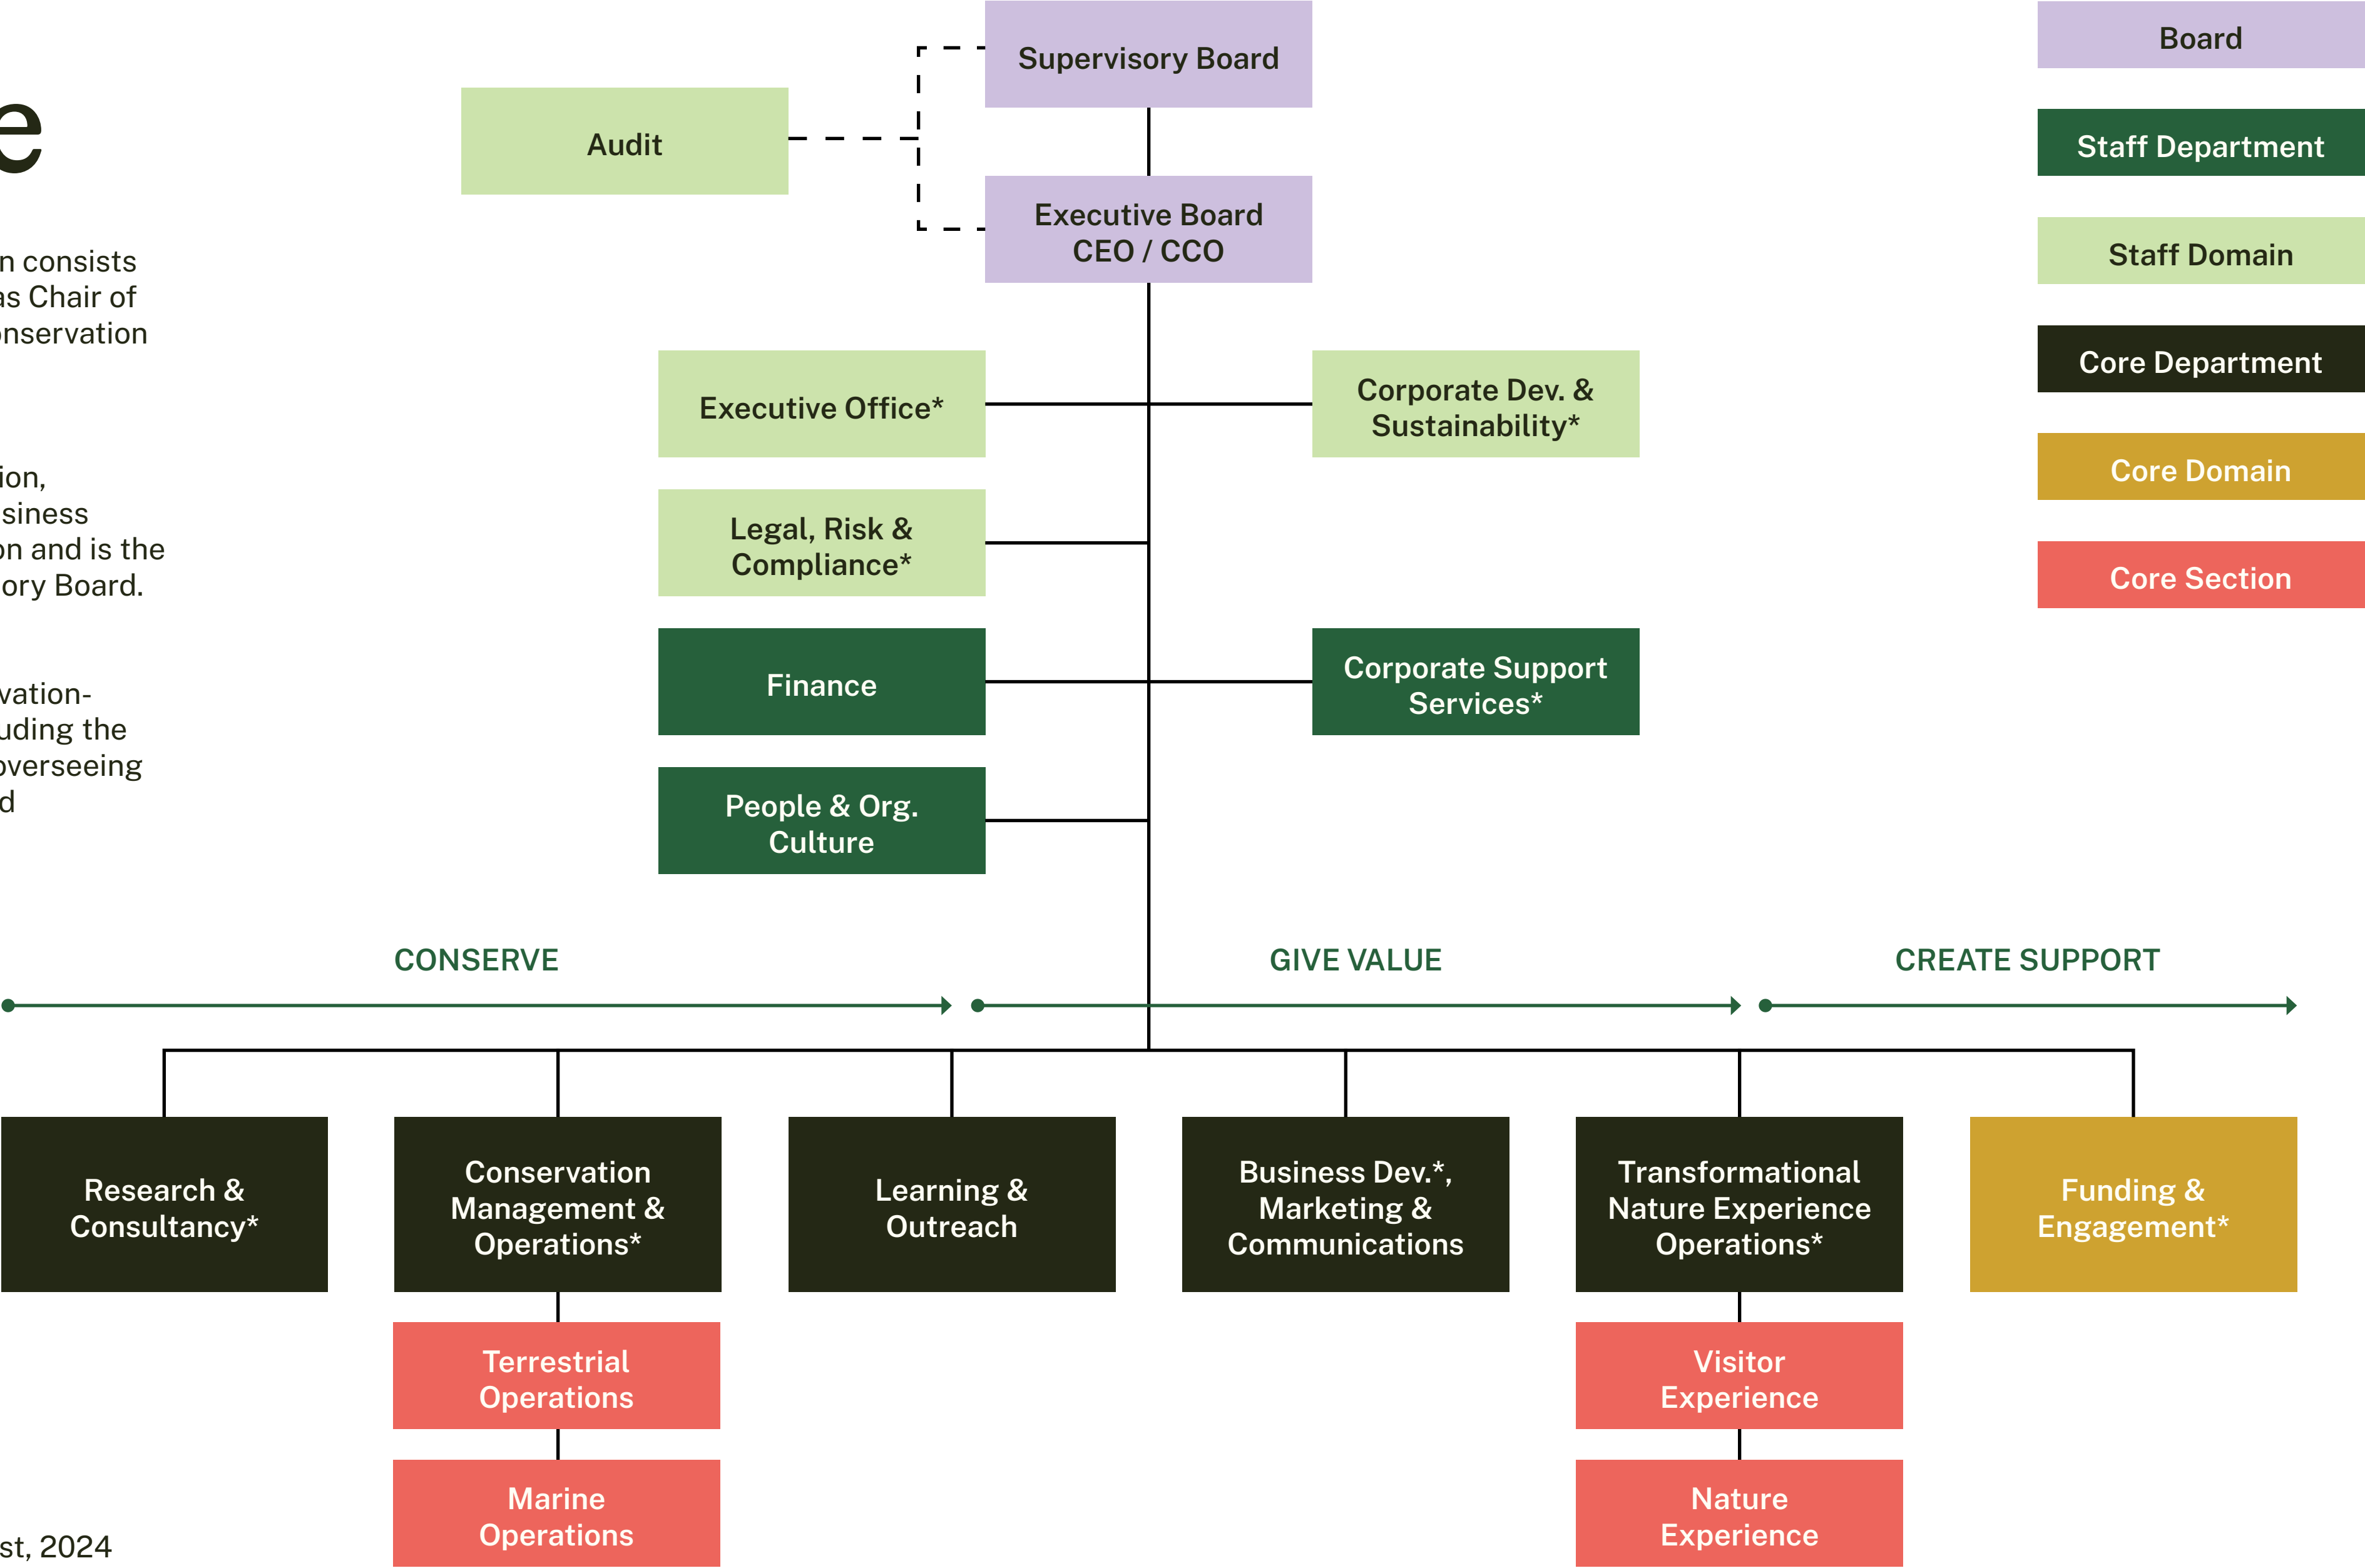 e
n consists
as Chair of
onservation
ion,
siness
on and is the
ory Board.
vation-
uding the
overseeing
d
st, 2024
Supervisory Board
Audit
Executive Board
CEO / CCO
Executive Office*
Corporate Dev. &
Sustainability*
Legal, Risk &
Compliance*
Finance
Corporate Support
Services*
People & Org.
Culture
Board
Staff Department
Staff Domain
Core Department
Core Domain
Core Section
CONSERVE
GIVE VALUE
CREATE SUPPORT
Research &
Consultancy*
Conservation
Management &
Operations*
Learning &
Outreach
Business Dev.*,
Marketing &
Communications
Transformational
Nature Experience
Operations*
Funding &
Engagement*
Terrestrial
Operations
Marine
Operations
Visitor
Experience
Nature
Experience